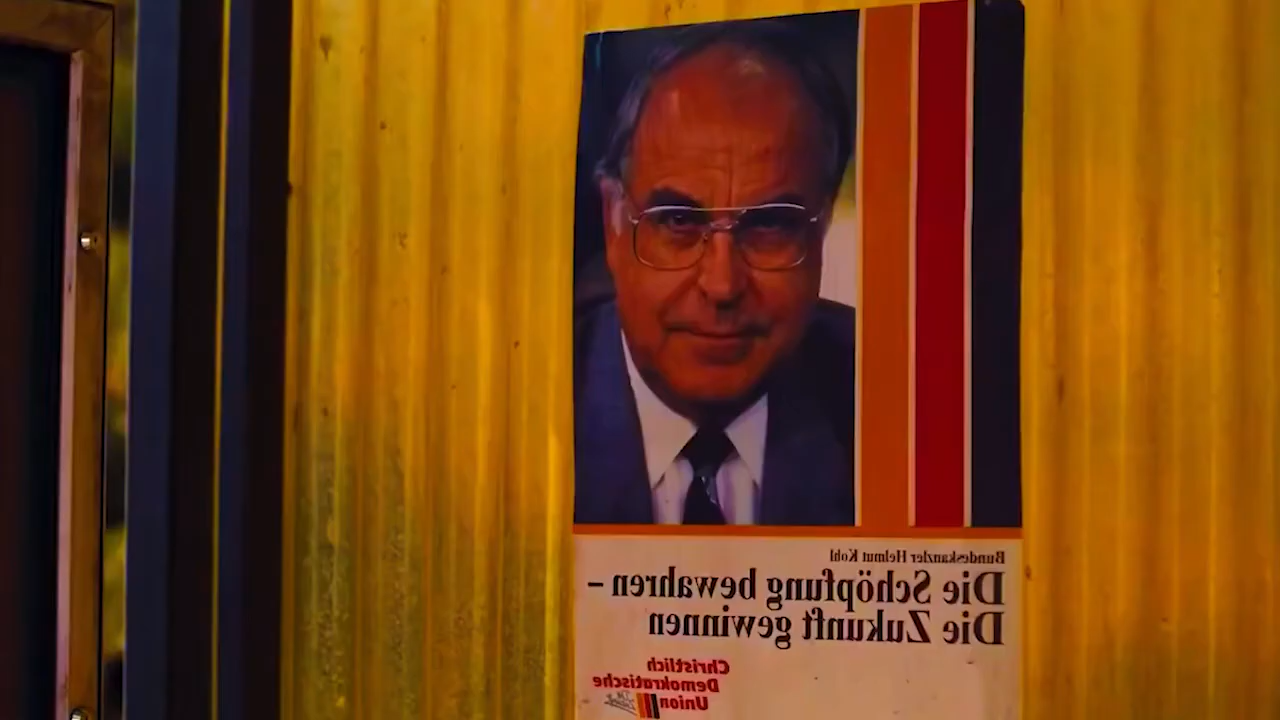 Bundeskanzler Helmut Kohl
Die Schöpfung bewahren –
Die Zukunft gewinnen
Christlich
Demokratische
Union